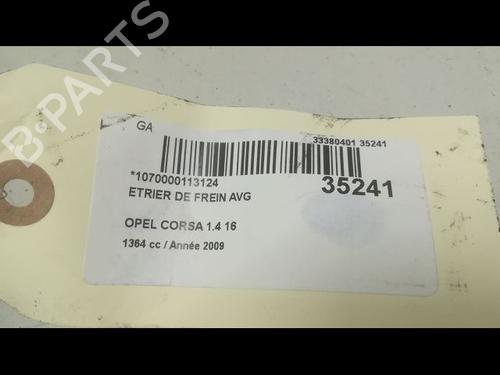 B-PARTS
GA
33380401 35241
*1070000113124
35241
ETRIER DE FREIN AVG
OPEL CORSA 1.4 16
1364 cc / Année 2009